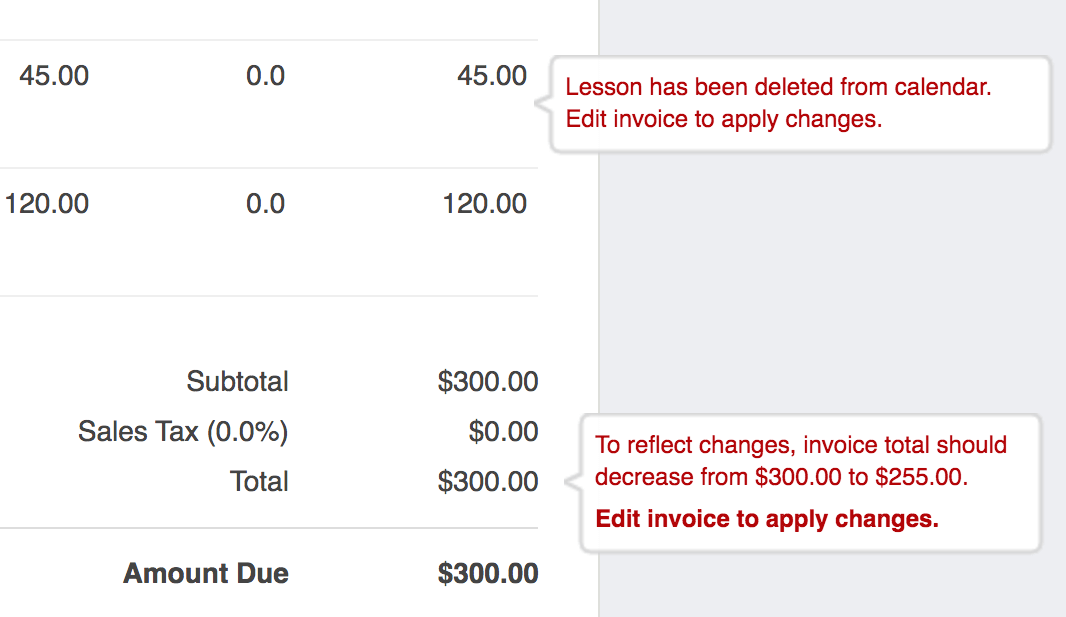 45.00 0.0 45.00
Lesson has been deleted from calendar.
Edit invoice to apply changes.
120.00 0.0 120.00
Subtotal $300.00
Sales Tax (0.0%) $0.00
Total $300.00
To reflect changes, invoice total should
decrease from $300.00 to $255.00.
Edit invoice to apply changes.
Amount Due $300.00